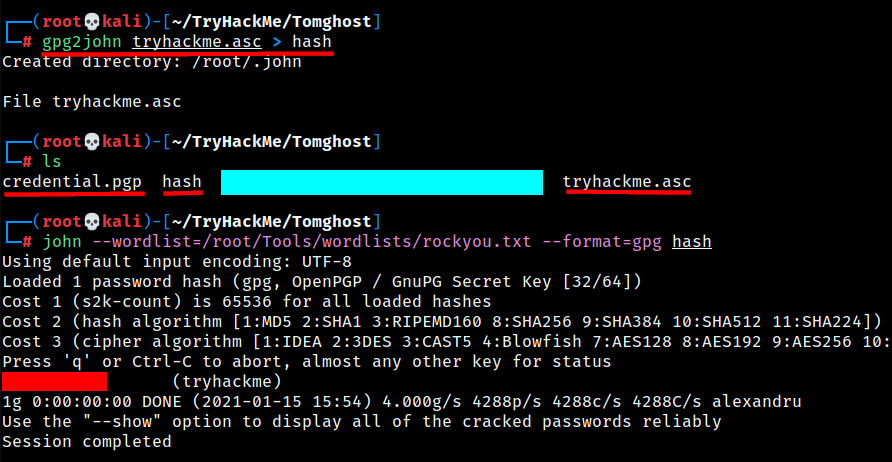 (root💀kali)-[~/TryHackMe/Tomghost]
# gpg2john tryhackme.asc > hash
Created directory: /root/.john
File tryhackme.asc
(root💀kali)-[~/TryHackMe/Tomghost]
# ls
credential.pgp hash tryhackme.asc
(root💀kali)-[~/TryHackMe/Tomghost]
# john --wordlist=/root/Tools/wordlists/rockyou.txt --format=gpg hash
Using default input encoding: UTF-8
Loaded 1 password hash (gpg, OpenPGP / GnuPG Secret Key [32/64])
Cost 1 (s2k-count) is 65536 for all loaded hashes
Cost 2 (hash algorithm [1:MD5 2:SHA1 3:RIPEMD160 8:SHA256 9:SHA384 10:SHA512 11:SHA224])
Cost 3 (cipher algorithm [1:IDEA 2:3DES 3:CAST5 4:Blowfish 7:AES128 8:AES192 9:AES256 10:
Press 'q' or Ctrl-C to abort, almost any other key for status
(tryhackme)
1g 0:00:00:00 DONE (2021-01-15 15:54) 4.000g/s 4288p/s 4288c/s 4288C/s alexandru
Use the "--show" option to display all of the cracked passwords reliably
Session completed